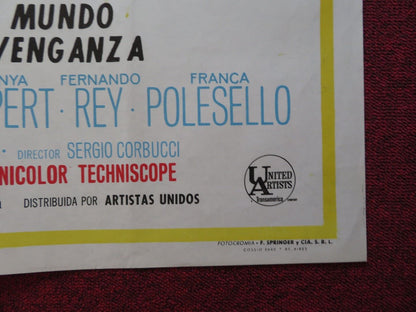 MUNDO
VENGANZA
NYA FERNANDO FRANCA
PERT · REY · POLESELLO
DIRECTOR SERGIO CORBUCCI
NICOLOR TECHNISCOPE
DISTRIBUIDA POR ARTISTAS UNIDOS
UNITED
ARTISTS
Transamerica
FOTOCROMIA - F. SPRINGER y CIA. S. R. L.